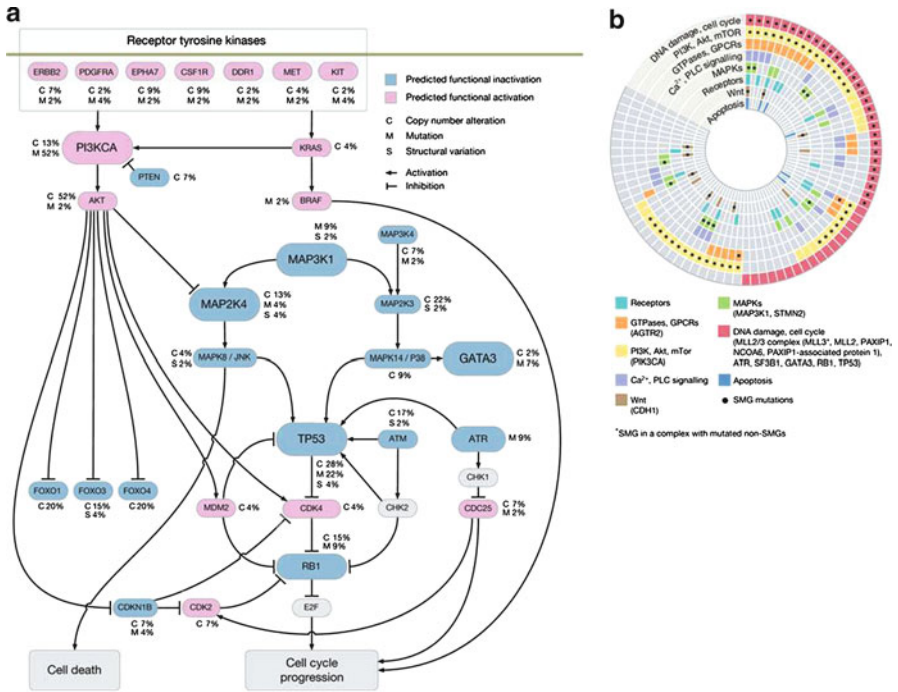 a
Receptor tyrosine kinases
ERBB2 PDGFRA EPHA7 CSF1R DDR1 MET KIT
C 7% C 2% C 9% C 9% C 2% C 4% C 2%
M 2% M 4% M 2% M 2% M 2% M 2% M 4%
Predicted functional inactivation
Predicted functional activation
C Copy number alteration
M Mutation
S Structural variation
Activation
Inhibition
C 13%
M 52%
PI3KCA
KRAS C 4%
PTEN C 7%
C 52%
M 2%
AKT
M 2% BRAF
M 9%
S 2%
MAP3K1
MAP3K4
C 7%
M 2%
MAP2K4
C 13%
M 4%
S 4%
MAP2K3
C 22%
S 2%
C 4%
S 2%
MAPK8 / JNK
MAPK14 / P38
C 9%
GATA3
C 2%
M 7%
TP53
C 28%
M 22%
S 4%
C 17%
S 2%
ATM
ATR M 9%
CHK1
FOXO1 FOXO3 FOXO4
C 20% C 15% C 20%
S 4%
MDM2 C 4%
CDK4 C 4%
CHK2
CDC25
C 7%
M 2%
C 15%
M 9%
RB1
E2F
CDKN1B
C 7%
M 4%
CDK2
C 7%
Cell death
Cell cycle
progression
b
DNA damage, cell cycle
PI3K, Akt, mTOR
GTPases, GPCRs
Ca²⁺, PLC signalling
MAPKs
Receptors
Wnt
Apoptosis
Receptors
GTPases, GPCRs
(AGTR2)
PI3K, Akt, mTor
(PIK3CA)
Ca²⁺, PLC signalling
Wnt
(CDH1)
MAPKs
(MAP3K1, STMN2)
DNA damage, cell cycle
(MLL2/3 complex (MLL3*, MLL2, PAXIP1,
NCOA6, PAXIP1-associated protein 1),
ATR, SF3B1, GATA3, RB1, TP53)
Apoptosis
SMG mutations
*SMG in a complex with mutated non-SMGs